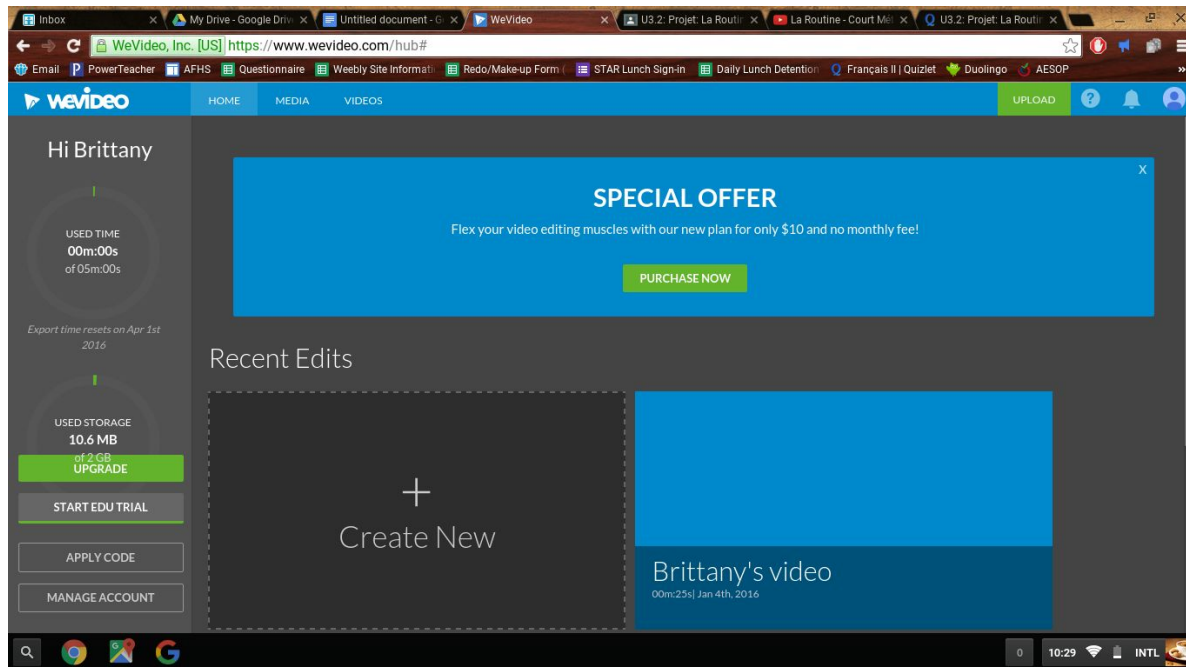 Inbox
My Drive - Google Driv
Untitled document - G
WeVideo
U3.2: Projet: La Routin
La Routine - Court Mét
U3.2: Projet: La Routin
WeVideo, Inc. [US] https://www.wevideo.com/hub#
Email
PowerTeacher
AFHS
Questionnaire
Weebly Site Informati
Redo/Make-up Form (
STAR Lunch Sign-in
Daily Lunch Detention
Français II | Quizlet
Duolingo
AESOP
»
WeVideo
HOME
MEDIA
VIDEOS
UPLOAD
?
Hi Brittany
USED TIME
00m:00s
of 05m:00s
Export time resets on Apr 1st
2016
USED STORAGE
10.6 MB
of 2 GB
UPGRADE
START EDU TRIAL
APPLY CODE
MANAGE ACCOUNT
X
SPECIAL OFFER
Flex your video editing muscles with our new plan for only $10 and no monthly fee!
PURCHASE NOW
Recent Edits
+
Create New
Brittany's video
00m:25s| Jan 4th, 2016
0
10:29
INTL